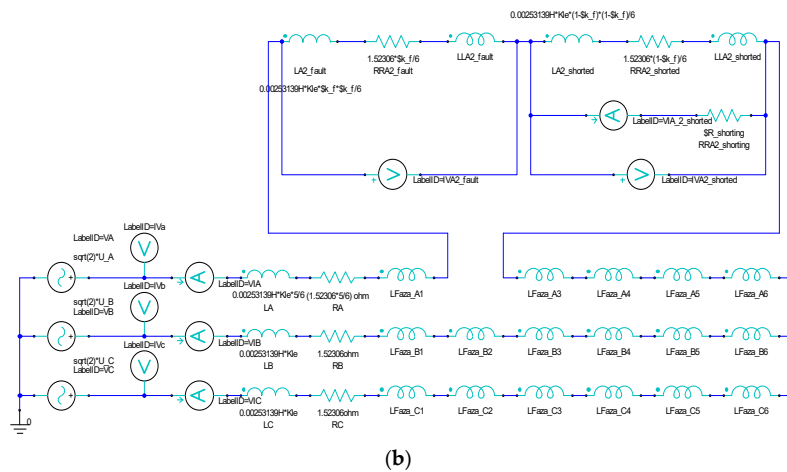 0.00253139H*Kle*(1-$k_f)*(1-$k_f)/6
LA2_fault
1.52306*$k_f/6
RRA2_fault
LLA2_fault
LA2_shorted
1.52306*(1-$k_f)/6
RRA2_shorted
LLA2_shorted
0.00253139H*Kle*$k_f*$k_f/6
LabelID=VIA_2_shorted
$R_shorting
RRA2_shorting
LabelID=IVA2_fault
LabelID=IVA2_shorted
LabelID=IVa
LabelID=VA
sqrt(2)*U_A
LabelID=VIA
0.00253139H*Kle*5/6
LA
(1.52306*5/6) ohm
RA
LFaza_A1
LFaza_A3
LFaza_A4
LFaza_A5
LFaza_A6
sqrt(2)*U_B
LabelID=IVb
LabelID=VB
LabelID=VIB
0.00253139H*Kle
LB
1.52306ohm
RB
LFaza_B1
LFaza_B2
LFaza_B3
LFaza_B4
LFaza_B5
LFaza_B6
LabelID=IVc
sqrt(2)*U_C
LabelID=VC
LabelID=VIC
0.00253139H*Kle
LC
1.52306ohm
RC
LFaza_C1
LFaza_C2
LFaza_C3
LFaza_C4
LFaza_C5
LFaza_C6
0
(b)